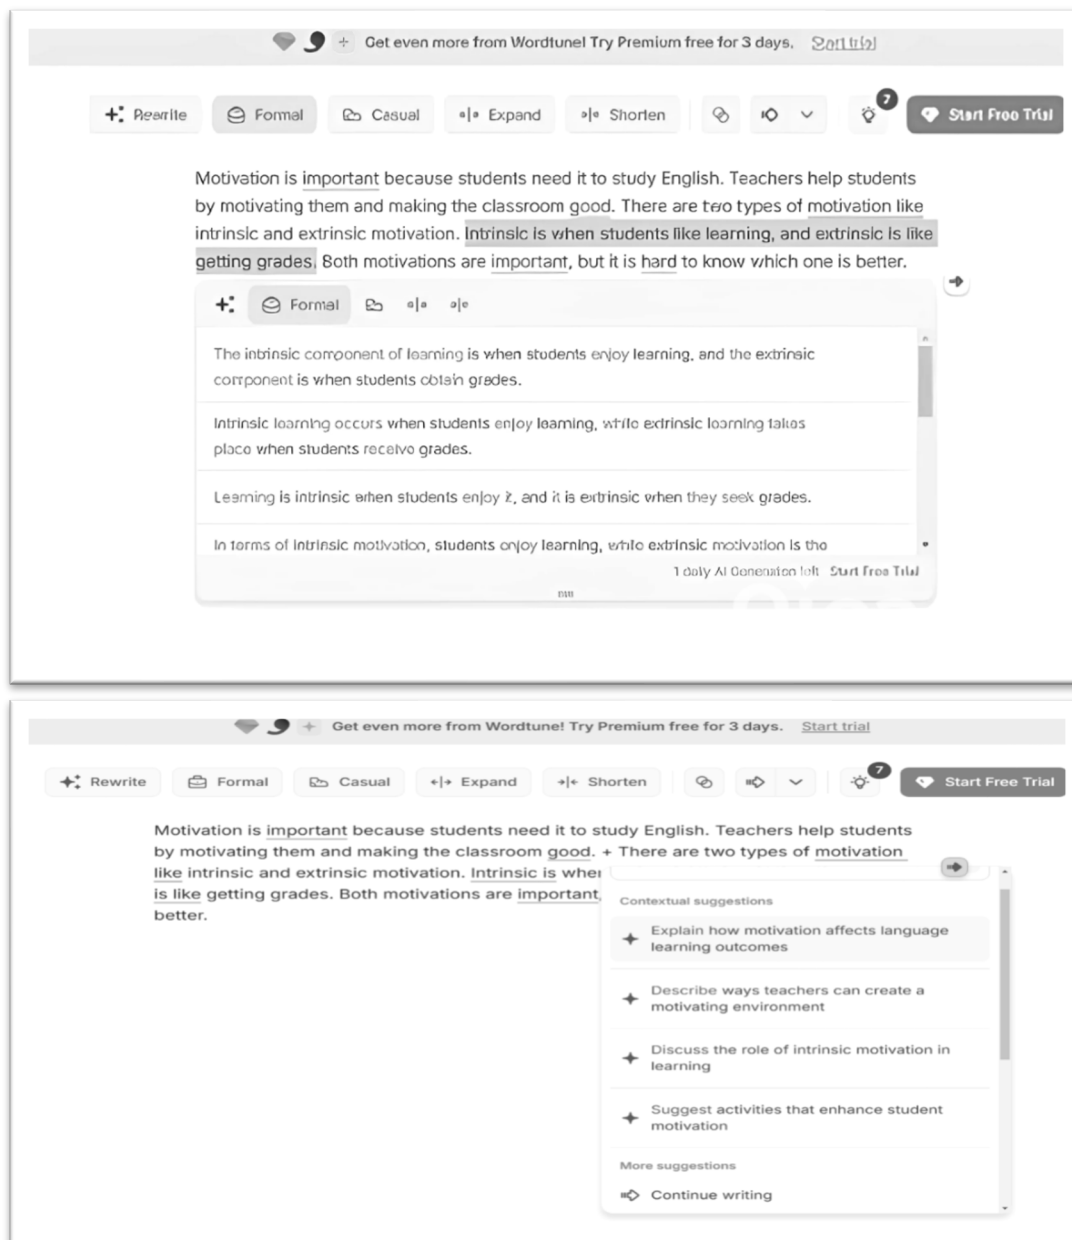 Get even more from Wordtune! Try Premium free for 3 days. Start trial
Rewrite Formal Casual Expand Shorten 7 Start Free Trial
Motivation is important because students need it to study English. Teachers help students
by motivating them and making the classroom good. There are two types of motivation like
intrinsic and extrinsic motivation. Intrinsic is when students like learning, and extrinsic is like
getting grades. Both motivations are important, but it is hard to know which one is better.
Formal
The intrinsic component of learning is when students enjoy learning, and the extrinsic
component is when students obtain grades.
Intrinsic learning occurs when students enjoy learning, while extrinsic learning takes
place when students receive grades.
Learning is intrinsic when students enjoy it, and it is extrinsic when they seek grades.
In terms of intrinsic motivation, students enjoy learning, while extrinsic motivation is the
1 daily AI Generation left Start Free Trial
Get even more from Wordtune! Try Premium free for 3 days. Start trial
Rewrite Formal Casual Expand Shorten 7 Start Free Trial
Motivation is important because students need it to study English. Teachers help students
by motivating them and making the classroom good. + There are two types of motivation
like intrinsic and extrinsic motivation. Intrinsic is wher
is like getting grades. Both motivations are important,
better.
Contextual suggestions
Explain how motivation affects language
learning outcomes
Describe ways teachers can create a
motivating environment
Discuss the role of intrinsic motivation in
learning
Suggest activities that enhance student
motivation
More suggestions
Continue writing